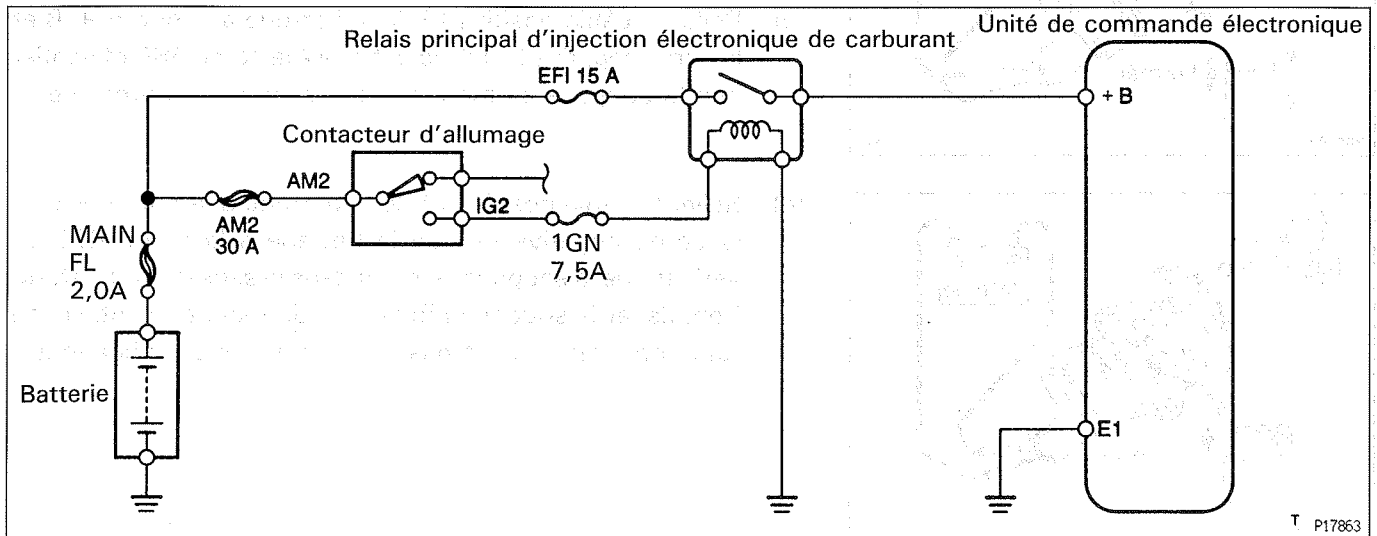 Unité de commande électronique
Relais principal d'injection électronique de carburant
EFI 15 A
+ B
Contacteur d'allumage
AM2
AM2
30 A
IG2
1GN
7,5A
MAIN
FL
2,0A
Batterie
E1
T P17863